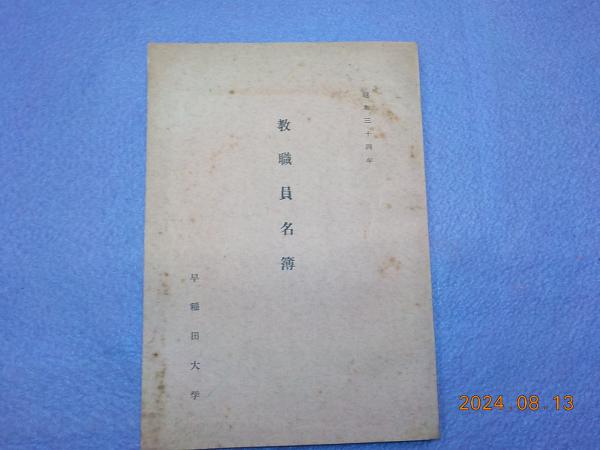 昭和三十四年
教職員名簿
早稲田大学
2024.08.13